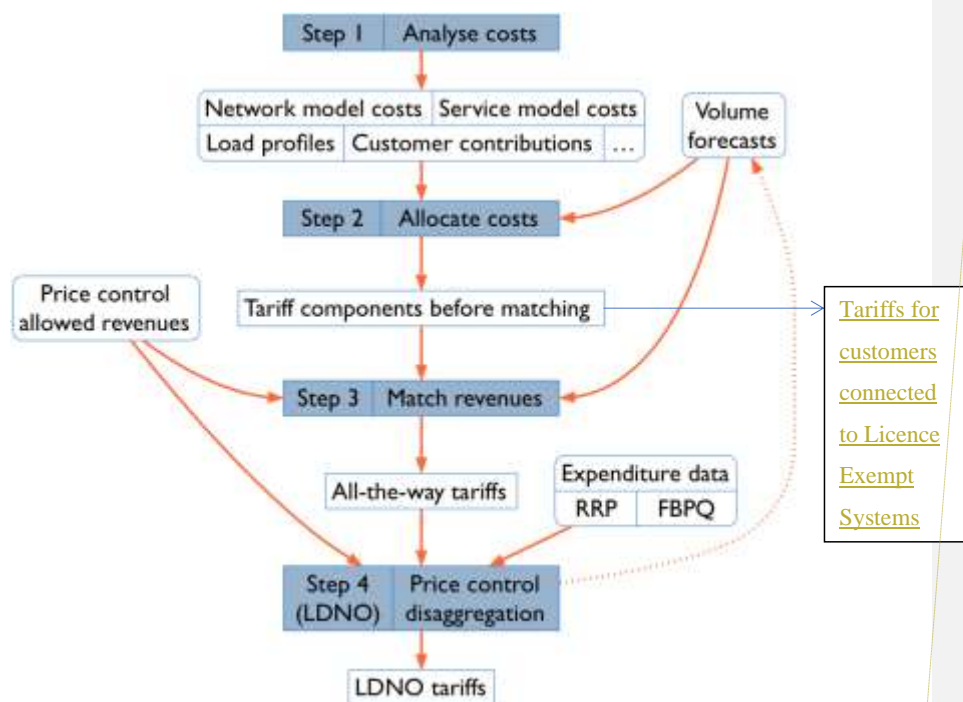 Step 1 Analyse costs
Network model costs Service model costs
Load profiles Customer contributions ...
Volume
forecasts
Step 2 Allocate costs
Price control
allowed revenues
Tariff components before matching
Tariffs for
customers
connected
to Licence
Exempt
Systems
Step 3 Match revenues
All-the-way tariffs
Expenditure data
RRP FBPQ
Step 4
(LDNO)
Price control
disaggregation
LDNO tariffs